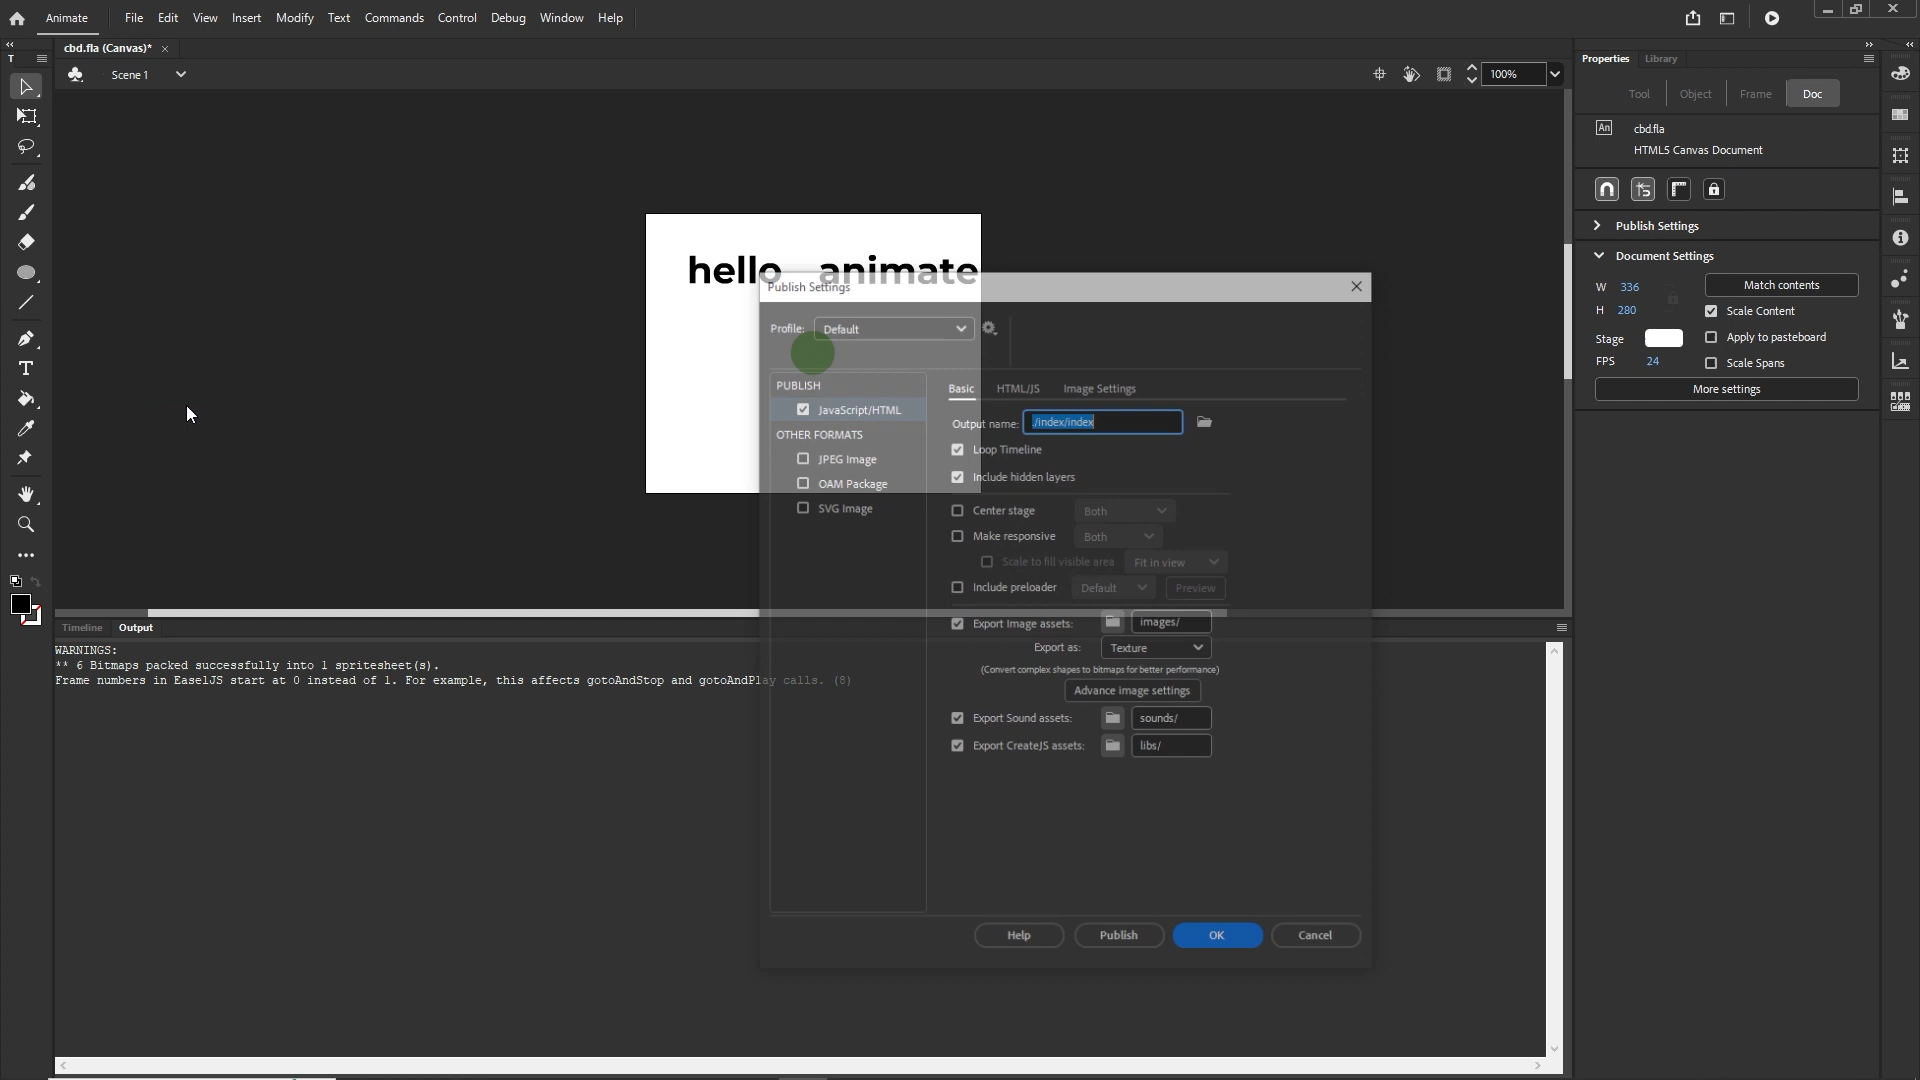 Animate File Edit View Insert Modify Text Commands Control Debug Window Help
cbd.fla (Canvas)* ×
Scene 1
100%
T
hello animate
Publish Settings
Profile: Default
PUBLISH
JavaScript/HTML
OTHER FORMATS
JPEG Image
OAM Package
SVG Image
Basic HTML/JS Image Settings
Output name: ./index/index
Loop Timeline
Include hidden layers
Center stage Both
Make responsive Both
Scale to fill visible area Fit in view
Include preloader Default Preview
Export Image assets: images/
Export as: Texture
(Convert complex shapes to bitmaps for better performance)
Advance image settings
Export Sound assets: sounds/
Export CreateJS assets: libs/
Help Publish OK Cancel
Timeline Output
WARNINGS:
** 6 Bitmaps packed successfully into 1 spritesheet(s).
Frame numbers in EaselJS start at 0 instead of 1. For example, this affects gotoAndStop and gotoAndPlay calls. (8)
Properties Library
Tool Object Frame Doc
An cbd.fla
HTML5 Canvas Document
Publish Settings
Document Settings
W 336 Match contents
H 280 Scale Content
Stage Apply to pasteboard
FPS 24 Scale Spans
More settings